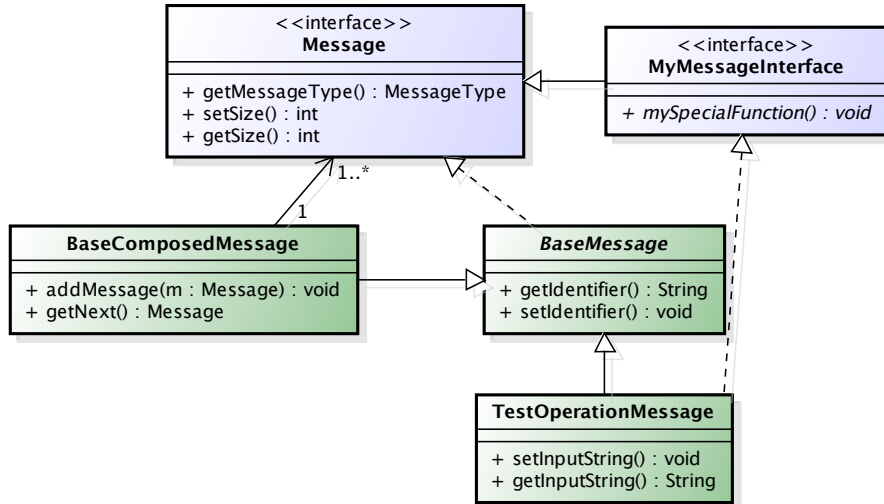 <<interface>>
Message
+ getMessageType() : MessageType
+ setSize() : int
+ getSize() : int
<<interface>>
MyMessageInterface
+ mySpecialFunction() : void
1..*
1
BaseComposedMessage
+ addMessage(m : Message) : void
+ getNext() : Message
BaseMessage
+ getIdentifier() : String
+ setIdentifier() : void
TestOperationMessage
+ setInputString() : void
+ getInputString() : String